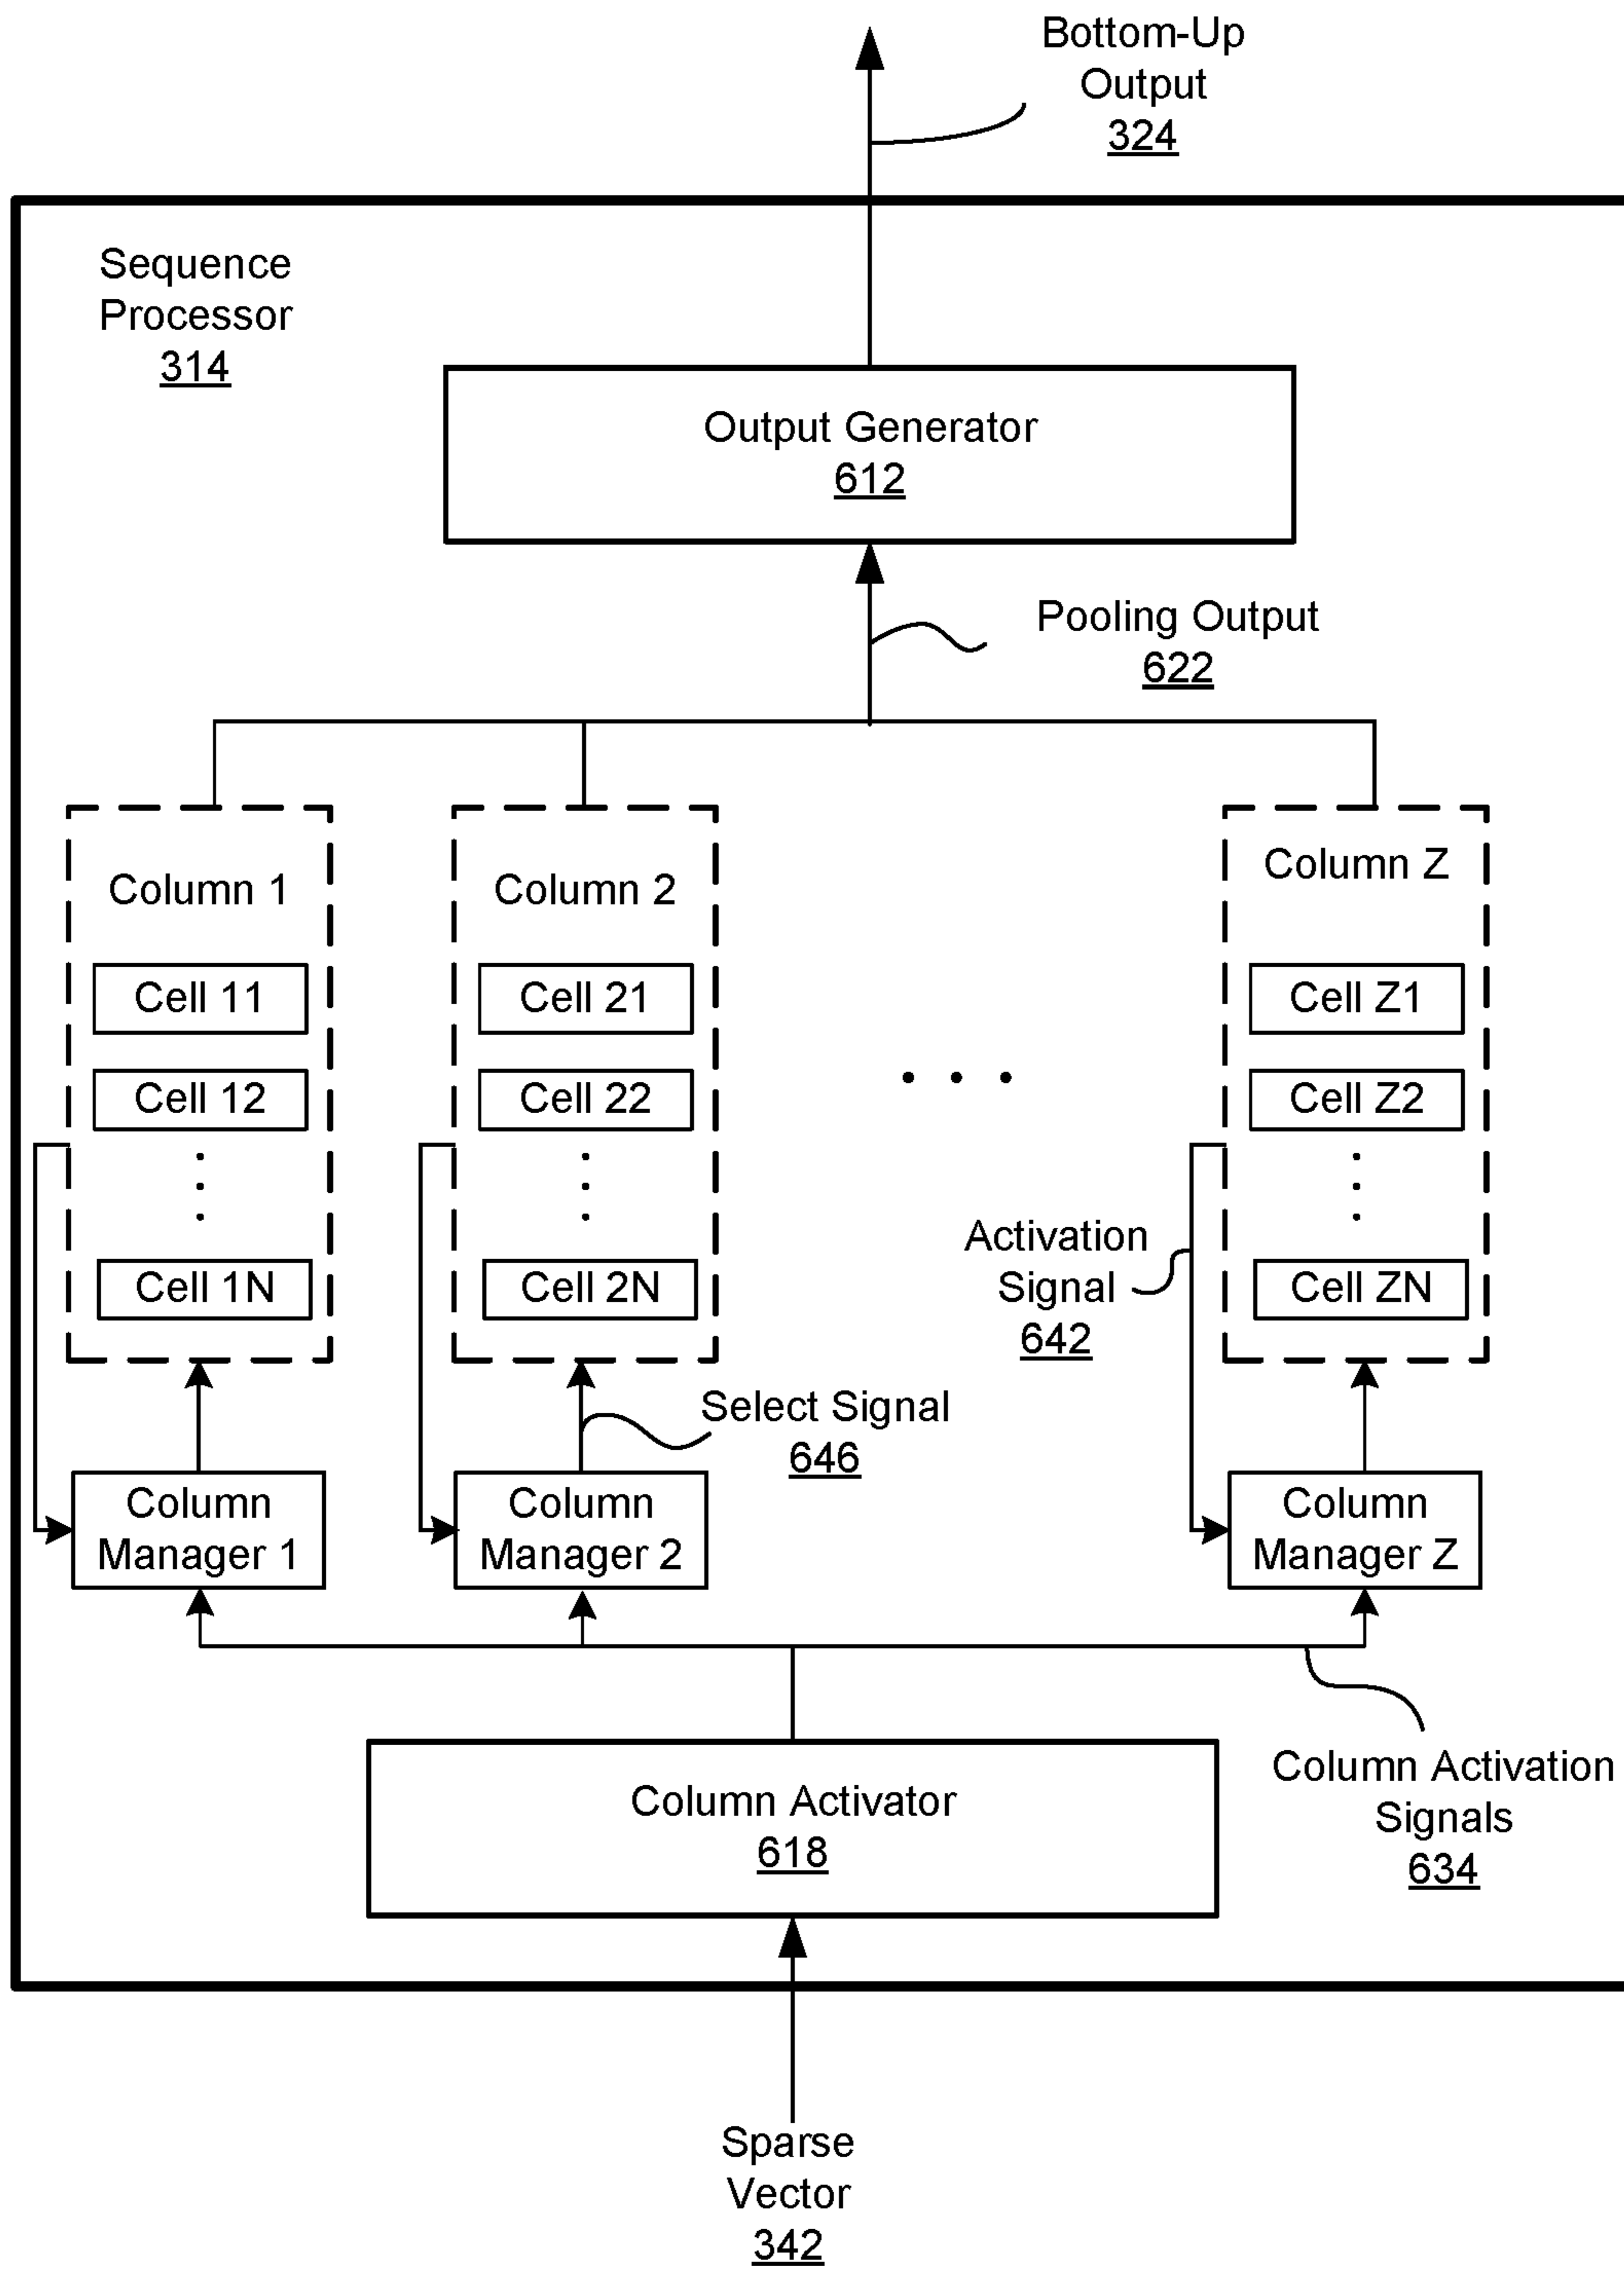 Bottom-Up
Output
324
Sequence
Processor
314
Output Generator
612
Pooling Output
622
Column 1
Cell 11
Cell 12
Cell 1N
Column 2
Cell 21
Cell 22
Cell 2N
Column Z
Cell Z1
Cell Z2
Cell ZN
Activation
Signal
642
Select Signal
646
Column
Manager 1
Column
Manager 2
Column
Manager Z
Column Activator
618
Column Activation
Signals
634
Sparse
Vector
342